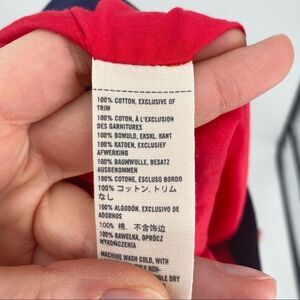 100% COTTON, EXCLUSIVE OF
TRIM
100% COTON, À L'EXCLUSION
DES GARNITURES
100% BOMULD, EKSKL. KANT
100% KATOEN, EXCLUSIEF
AFWERKING
100% BAUMWOLLE, BESATZ
AUSGENOMMEN
100% COTONE, ESCLUSO BORDO
100% コットン, トリム
なし
100% ALGODÓN, EXCLUSIVO DE
ADORNOS
100% 棉, 不含饰边
100% BAWEŁNA, OPRÓCZ
WYKOŃCZENIA
MACHINE WASH COLD, WITH
NON-
DRY